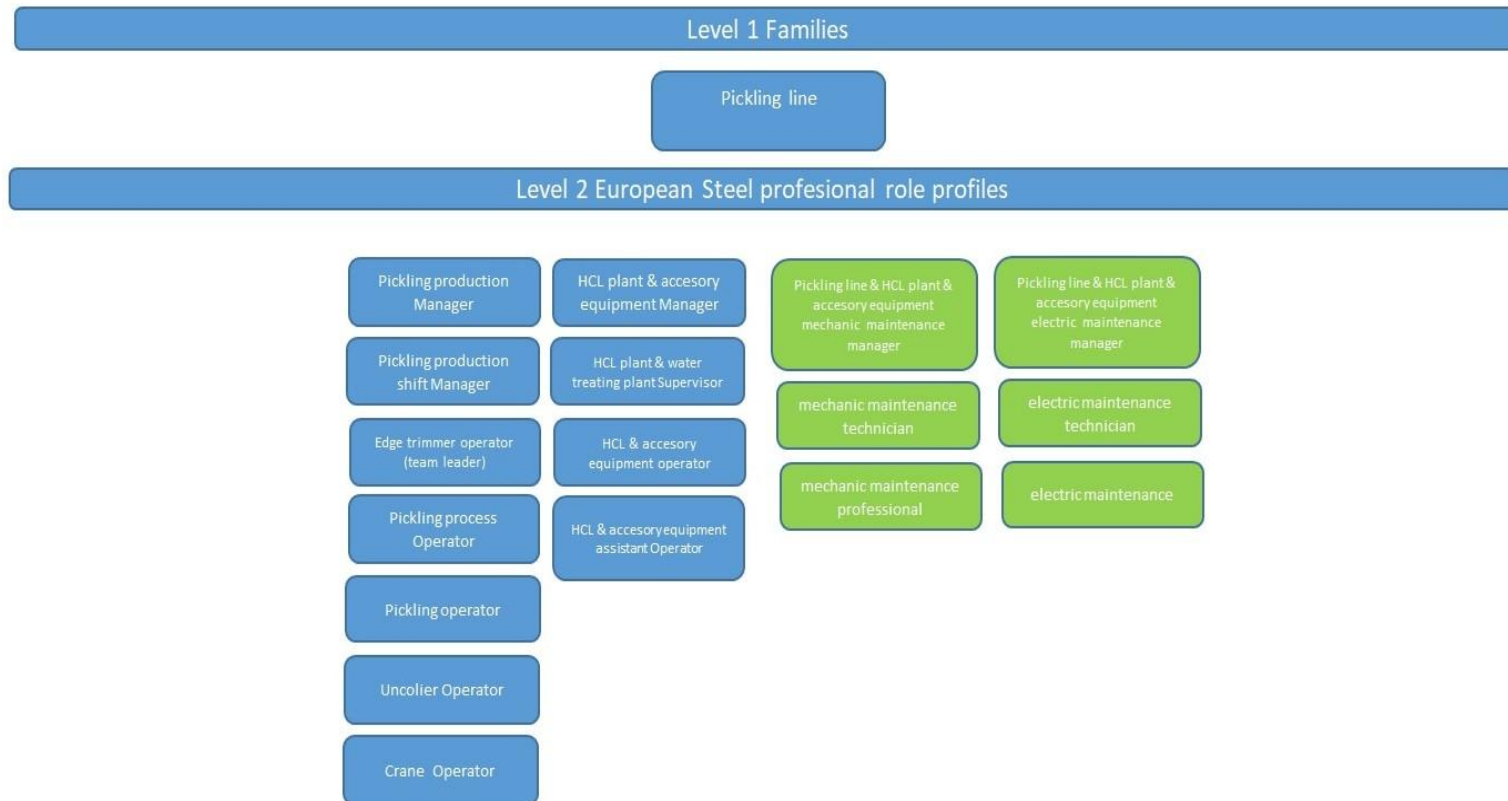 Level 1 Families
Pickling line
Level 2 European Steel profesional role profiles
Pickling production
Manager
Pickling production
shift Manager
Edge trimmer operator
(team leader)
Pickling process
Operator
Pickling operator
Uncolier Operator
Crane Operator
HCL plant & accesory
equipment Manager
HCL plant & water
treating plant Supervisor
HCL & accesory
equipment operator
HCL & accesory equipment
assistant Operator
Pickling line & HCL plant &
accesory equipment
mechanic maintenance
manager
mechanic maintenance
technician
mechanic maintenance
professional
Pickling line & HCL plant &
accesory equipment
electric maintenance
manager
electric maintenance
technician
electric maintenance